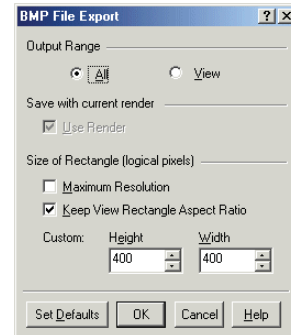 BMP File Export
Output Range
All View
Save with current render
Use Render
Size of Rectangle (logical pixels)
Maximum Resolution
Keep View Rectangle Aspect Ratio
Custom: Height Width
400 400
Set Defaults OK Cancel Help